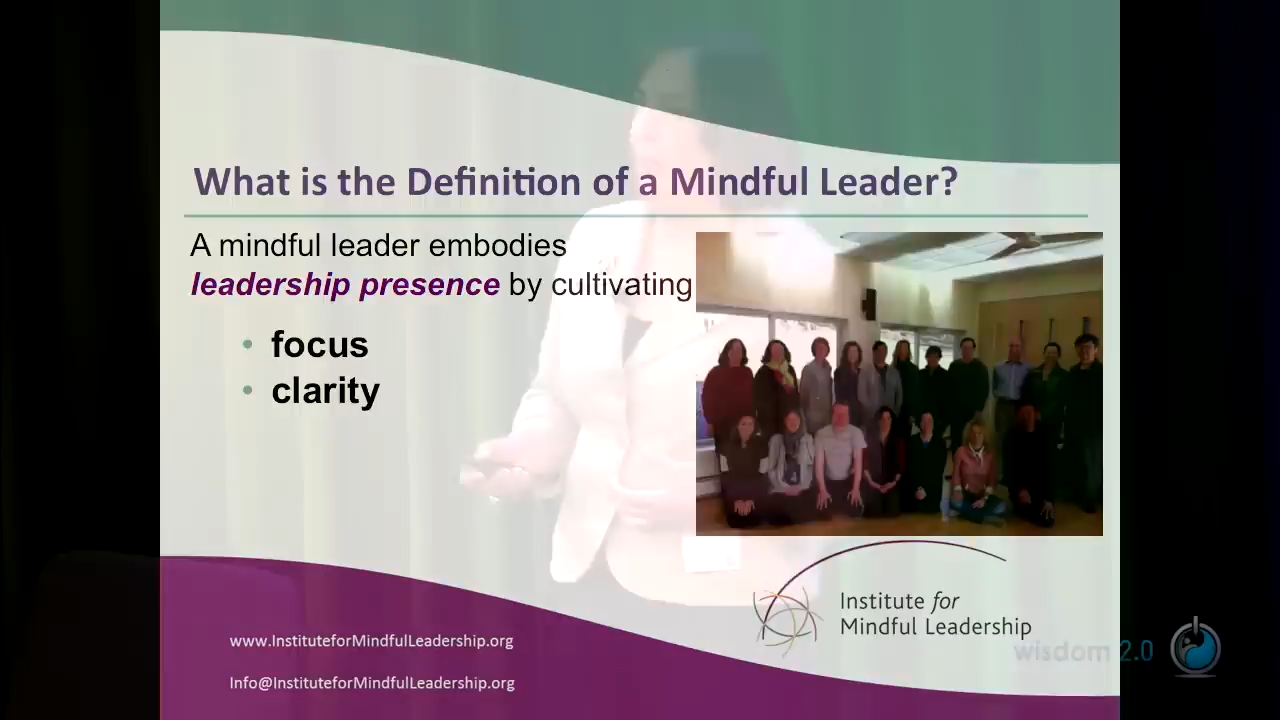 What is the Definition of a Mindful Leader?
A mindful leader embodies
leadership presence by cultivating
• focus
• clarity
Institute for
Mindful Leadership
www.InstituteforMindfulLeadership.org
Info@InstituteforMindfulLeadership.org
wisdom 2.0